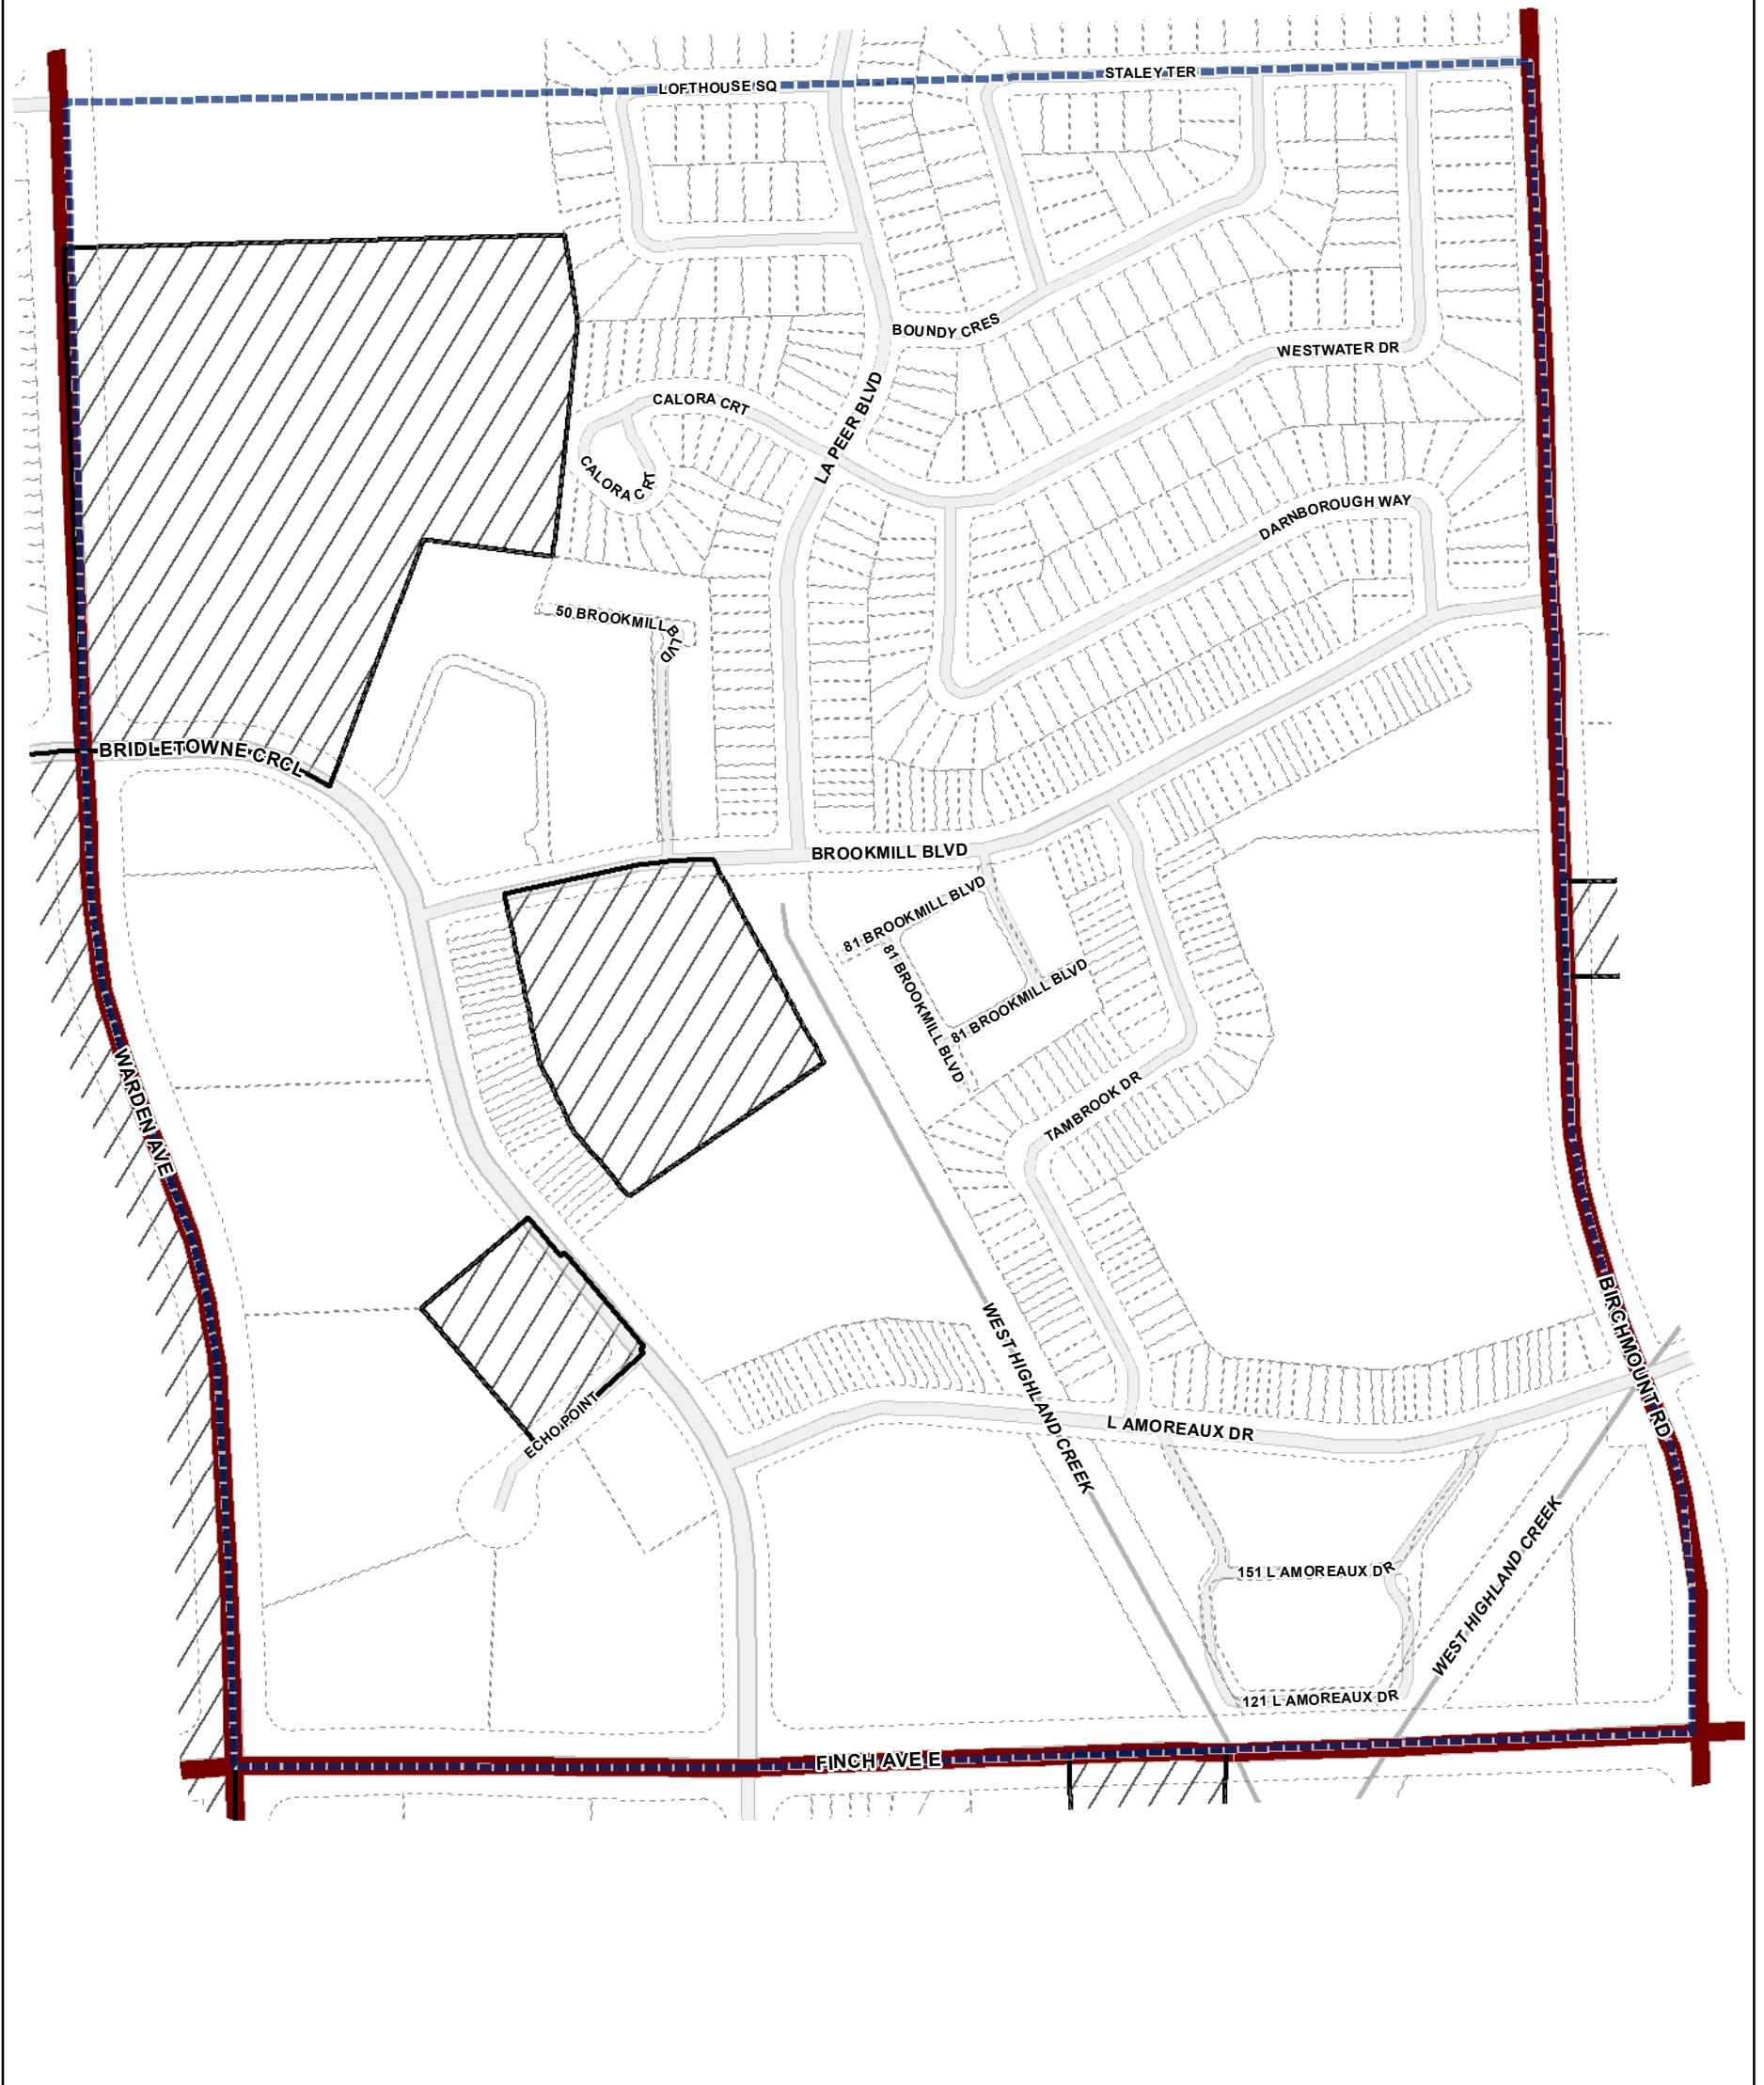 LOFTHOUSE SQ
STALEY TER
BOUNDY CRES
WESTWATER DR
CALORA CRT
LA PEER BLVD
CALORA CRT
DARNBOROUGH WAY
50 BROOKMILL BLVD
BRIDLETOWNE CRCL
BROOKMILL BLVD
81 BROOKMILL BLVD
81 BROOKMILL BLVD
81 BROOKMILL BLVD
WARDEN AVE
TAMBROOK DR
BIRCHMOUNT RD
WEST HIGHLAND CREEK
ECHO POINT
L AMOREAUX DR
WEST HIGHLAND CREEK
151 L AMOREAUX DR
121 L AMOREAUX DR
FINCH AVE E